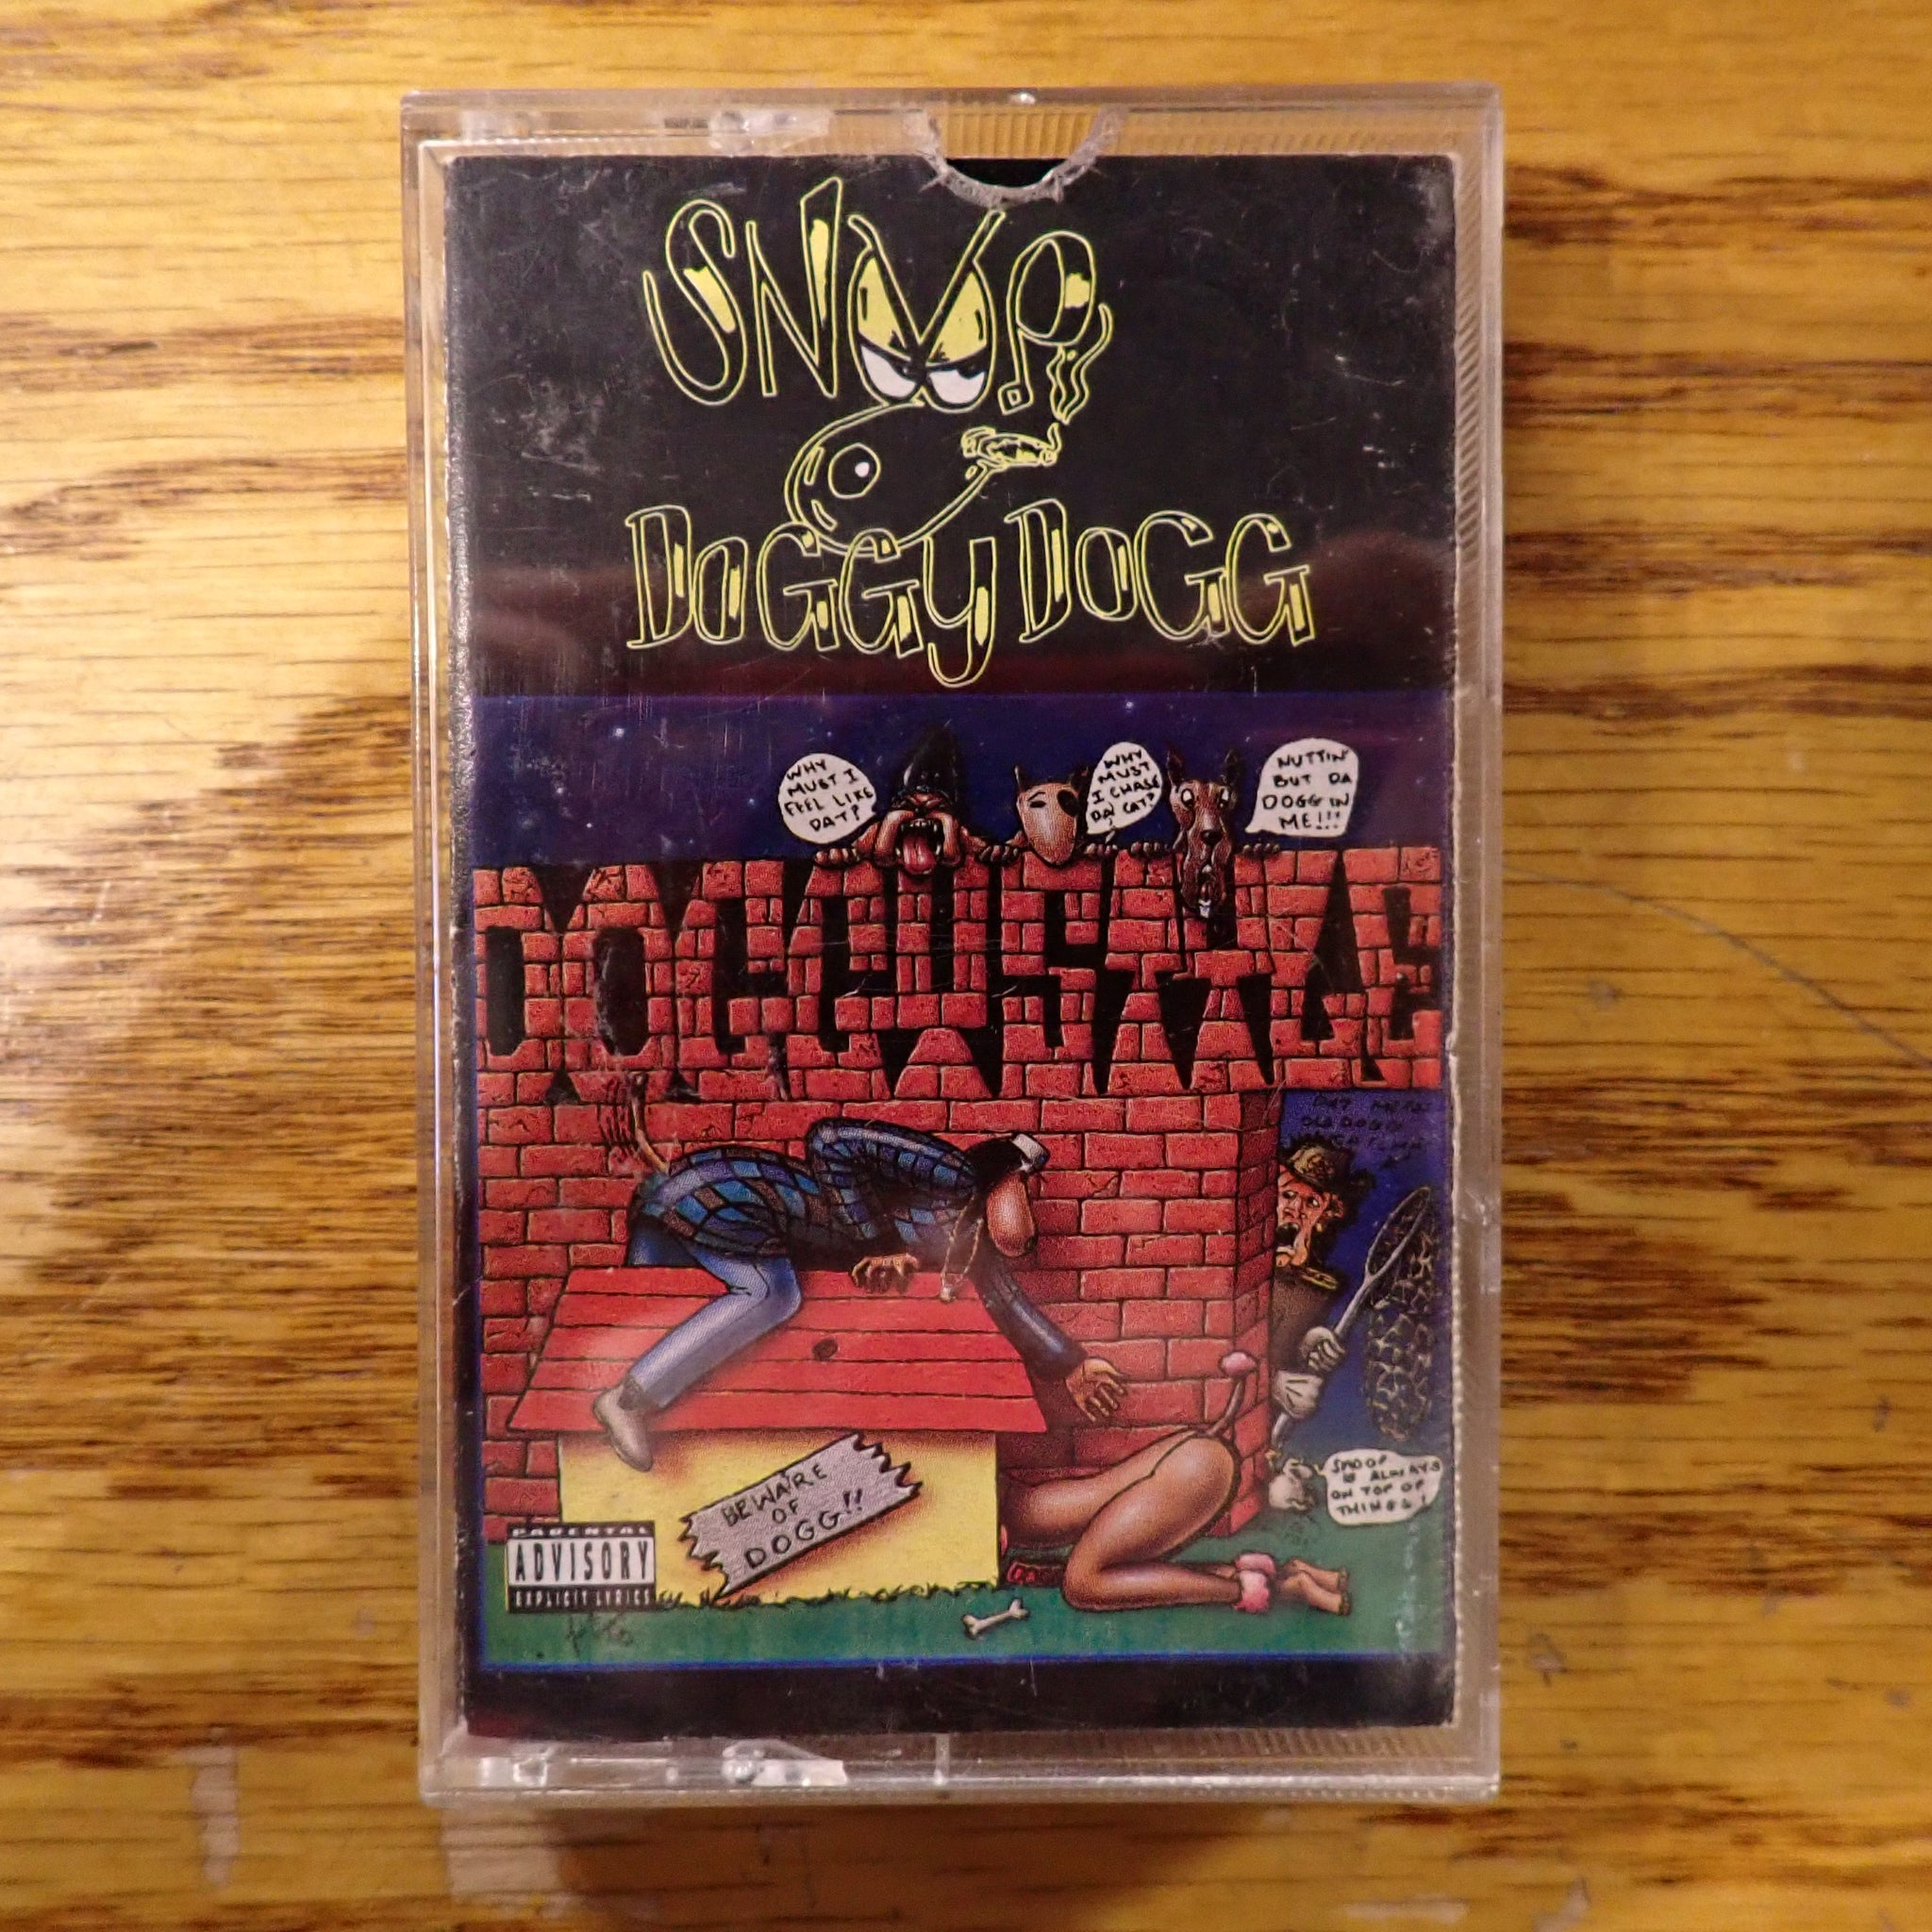 SNOOP
DOGGY DOGG
WHY
MUST I
FEEL LIKE
DAT?
WHY
MUST
I CHASE
DA CAT?
NUTTIN'
BUT DA
DOGG IN
ME!!!
DOGGYSTYLE
BEWARE
OF
DOGG!!
SNOOP
IS ALWAYS
ON TOP OF
THINGS!
PARENTAL
ADVISORY
EXPLICIT LYRICS